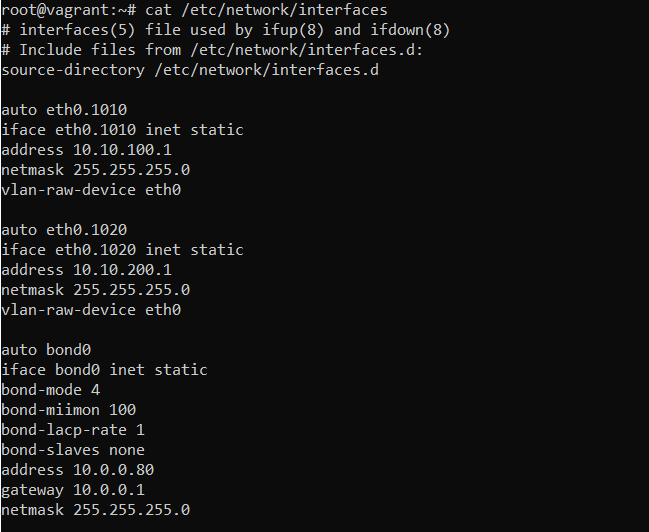 root@vagrant:~# cat /etc/network/interfaces
# interfaces(5) file used by ifup(8) and ifdown(8)
# Include files from /etc/network/interfaces.d:
source-directory /etc/network/interfaces.d
auto eth0.1010
iface eth0.1010 inet static
address 10.10.100.1
netmask 255.255.255.0
vlan-raw-device eth0
auto eth0.1020
iface eth0.1020 inet static
address 10.10.200.1
netmask 255.255.255.0
vlan-raw-device eth0
auto bond0
iface bond0 inet static
bond-mode 4
bond-miimon 100
bond-lacp-rate 1
bond-slaves none
address 10.0.0.80
gateway 10.0.0.1
netmask 255.255.255.0